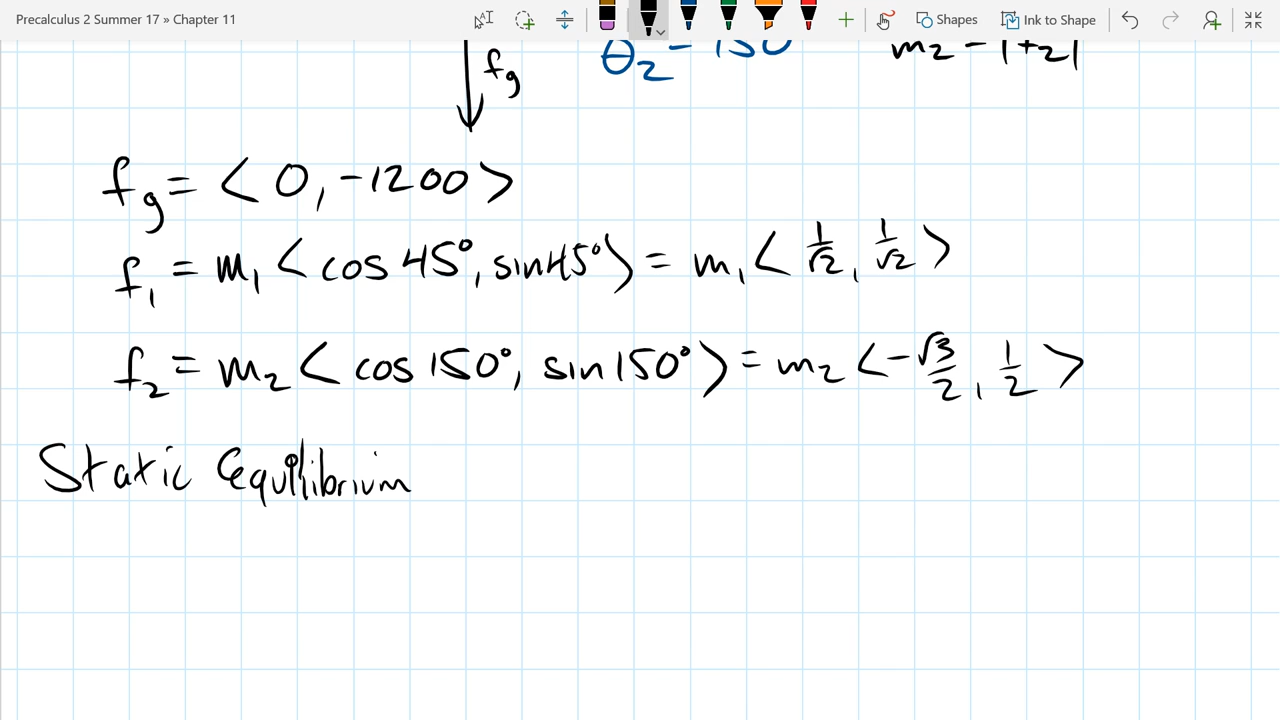 Precalculus 2 Summer 17 » Chapter 11
Shapes
Ink to Shape
f_g
θ₂ = 150
m₂ = |f₂|
f_g = < 0, -1200 >
f₁ = m₁ < cos 45°, sin 45° > = m₁ < 1/√2, 1/√2 >
f₂ = m₂ < cos 150°, sin 150° > = m₂ < -√3/2, 1/2 >
Static Equilibrium